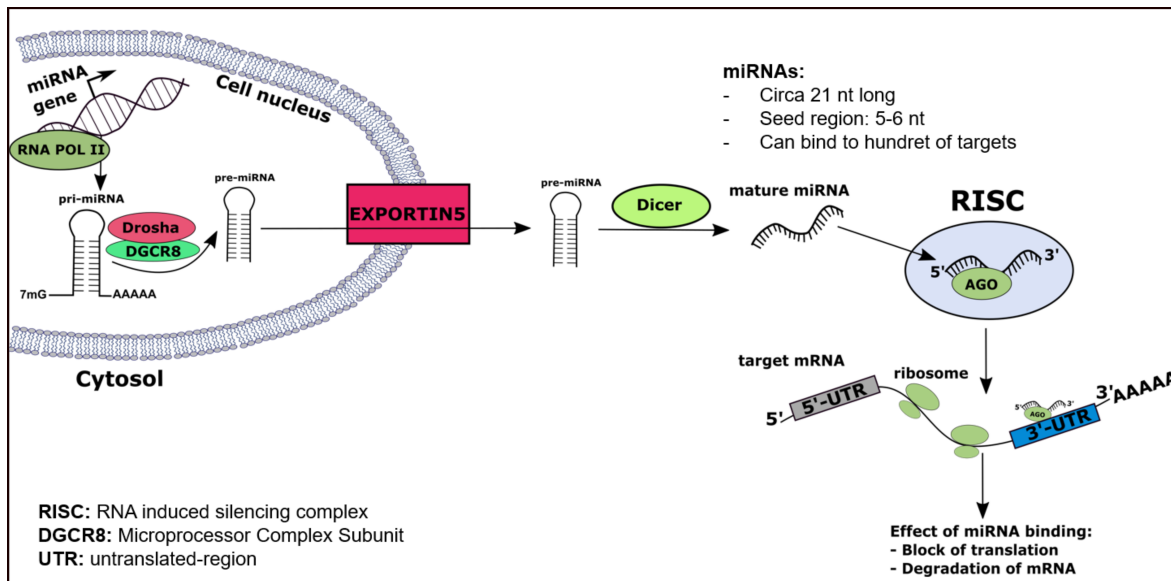 miRNA
gene
Cell nucleus
RNA POL II
pri-miRNA
pre-miRNA
Drosha
DGCR8
7mG
AAAAA
EXPORTIN5
Cytosol
pre-miRNA
Dicer
mature miRNA
miRNAs:
- Circa 21 nt long
- Seed region: 5-6 nt
- Can bind to hundret of targets
RISC
5'
3'
AGO
target mRNA
ribosome
5'
5'-UTR
5'
3'
AGO
3'-UTR
3'AAAAA
Effect of miRNA binding:
- Block of translation
- Degradation of mRNA
RISC: RNA induced silencing complex
DGCR8: Microprocessor Complex Subunit
UTR: untranslated-region